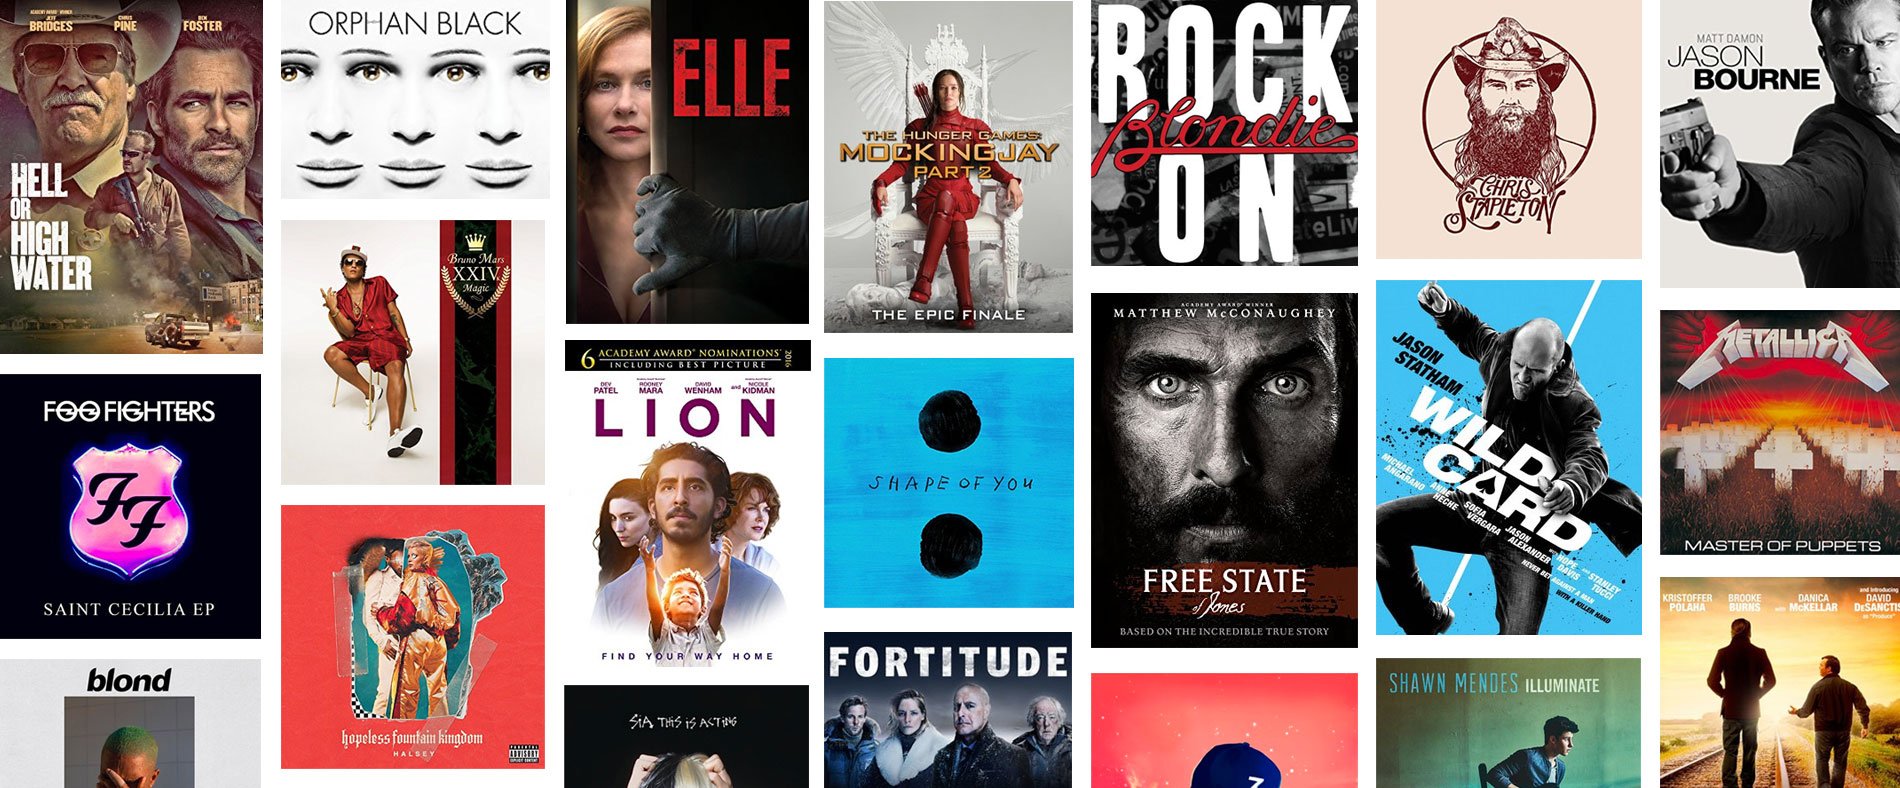 JEFF BRIDGES
CHRIS PINE
BEN FOSTER
HELL
OR
HIGH
WATER
FOO FIGHTERS
FF
SAINT CECILIA EP
blond
ORPHAN BLACK
Bruno Mars
XXIV
Magic
hopeless fountain kingdom
HALSEY
PARENTAL
ADVISORY
EXPLICIT CONTENT
ELLE
6 ACADEMY AWARD® NOMINATIONS 2016
INCLUDING BEST PICTURE
DEV PATEL
ROONEY MARA
DAVID WENHAM
and NICOLE KIDMAN
LION
FIND YOUR WAY HOME
SIA THIS IS ACTING
THE HUNGER GAMES:
MOCKINGJAY
PART 2
THE EPIC FINALE
SHAPE OF YOU
FORTITUDE
ROCK
Blondie
ON
ACADEMY AWARD® WINNER
MATTHEW McCONAUGHEY
FREE STATE
of Jones
BASED ON THE INCREDIBLE TRUE STORY
CHRIS
STAPLETON
JASON
STATHAM
WILD
CARD
MICHAEL ANGARANO
ANNE HECHE
SOFIA VERGARA
JASON ALEXANDER
WITH HOPE DAVIS
AND STANLEY TUCCI
NEVER BET AGAINST A MAN
WITH A KILLER HAND
SHAWN MENDES ILLUMINATE
MATT DAMON
JASON
BOURNE
METALLICA
MASTER OF PUPPETS
KRISTOFFER POLAHA
BROOKE BURNS
with DANICA McKELLAR
and Introducing
DAVID DeSANCTIS
as "Produce"